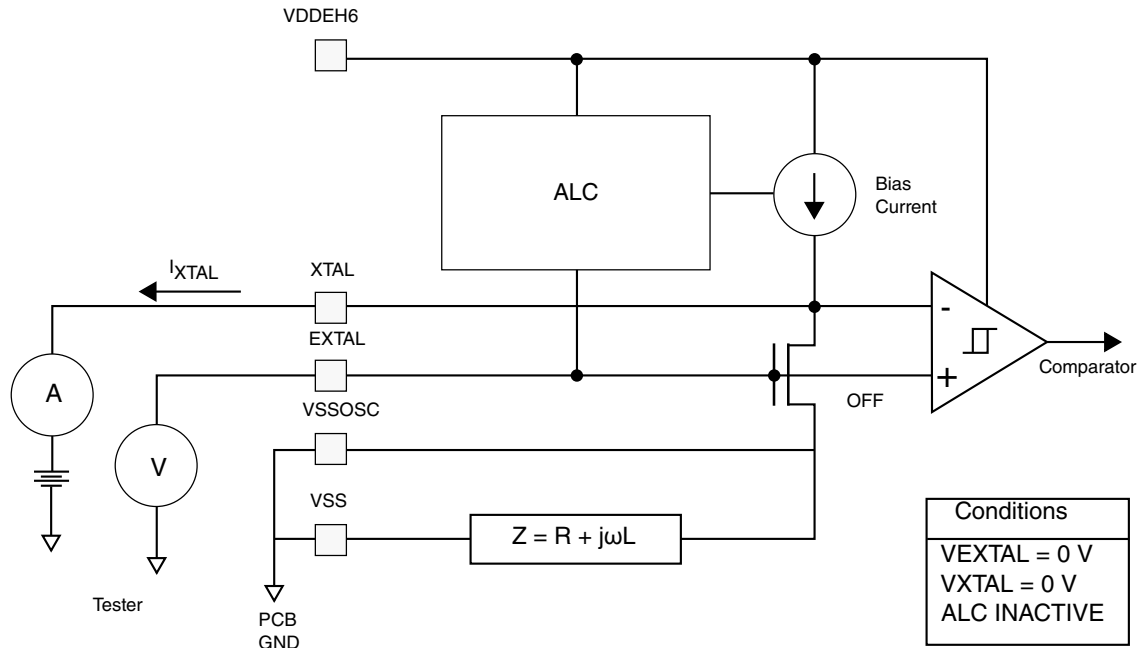 VDDEH6
ALC
Bias
Current
IXTAL
XTAL
-
EXTAL
A
Comparator
+
VSSOSC
OFF
V
VSS
Z = R + jωL
Conditions
VEXTAL = 0 V
VXTAL = 0 V
ALC INACTIVE
Tester
PCB
GND